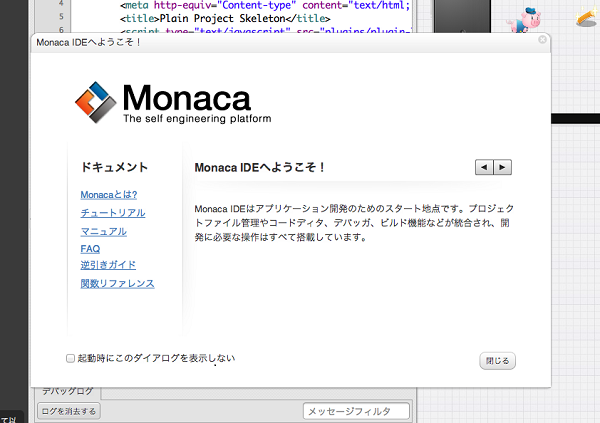 4
<meta http-equiv="Content-type" content="text/html;
5
<title>Plain Project Skeleton</title>
6
<script type="text/javascript" src="plugins/plugin-
Monaca IDEへようこそ！
Monaca
The self engineering platform
ドキュメント
Monacaとは?
チュートリアル
マニュアル
FAQ
逆引きガイド
関数リファレンス
Monaca IDEへようこそ！
Monaca IDEはアプリケーション開発のためのスタート地点です。プロジェク
トファイル管理やコードディタ、デバッガ、ビルド機能などが統合され、開
発に必要な操作はすべて搭載しています。
起動時にこのダイアログを表示しない
閉じる
デバッグログ
ログを消去する
メッセージフィルタ
て以